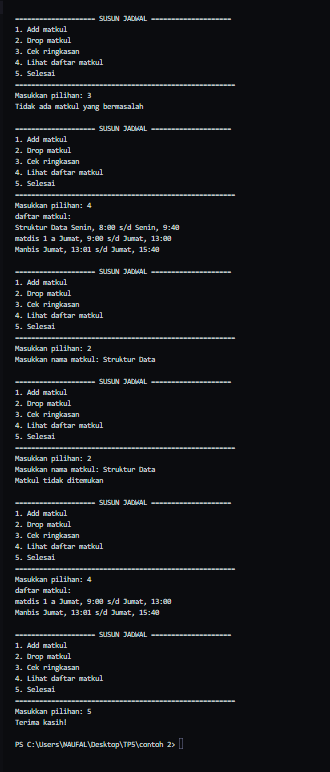 ==================== SUSUN JADWAL ====================
1. Add matkul
2. Drop matkul
3. Cek ringkasan
4. Lihat daftar matkul
5. Selesai
=======================================================
Masukkan pilihan: 3
Tidak ada matkul yang bermasalah
==================== SUSUN JADWAL ====================
1. Add matkul
2. Drop matkul
3. Cek ringkasan
4. Lihat daftar matkul
5. Selesai
=======================================================
Masukkan pilihan: 4
daftar matkul:
Struktur Data Senin, 8:00 s/d Senin, 9:40
matdis 1 a Jumat, 9:00 s/d Jumat, 13:00
Manbis Jumat, 13:01 s/d Jumat, 15:40
==================== SUSUN JADWAL ====================
1. Add matkul
2. Drop matkul
3. Cek ringkasan
4. Lihat daftar matkul
5. Selesai
=======================================================
Masukkan pilihan: 2
Masukkan nama matkul: Struktur Data
==================== SUSUN JADWAL ====================
1. Add matkul
2. Drop matkul
3. Cek ringkasan
4. Lihat daftar matkul
5. Selesai
=======================================================
Masukkan pilihan: 2
Masukkan nama matkul: Struktur Data
Matkul tidak ditemukan
==================== SUSUN JADWAL ====================
1. Add matkul
2. Drop matkul
3. Cek ringkasan
4. Lihat daftar matkul
5. Selesai
=======================================================
Masukkan pilihan: 4
daftar matkul:
matdis 1 a Jumat, 9:00 s/d Jumat, 13:00
Manbis Jumat, 13:01 s/d Jumat, 15:40
==================== SUSUN JADWAL ====================
1. Add matkul
2. Drop matkul
3. Cek ringkasan
4. Lihat daftar matkul
5. Selesai
=======================================================
Masukkan pilihan: 5
Terima kasih!
PS C:\Users\NAUFAL\Desktop\TP5\contoh 2>